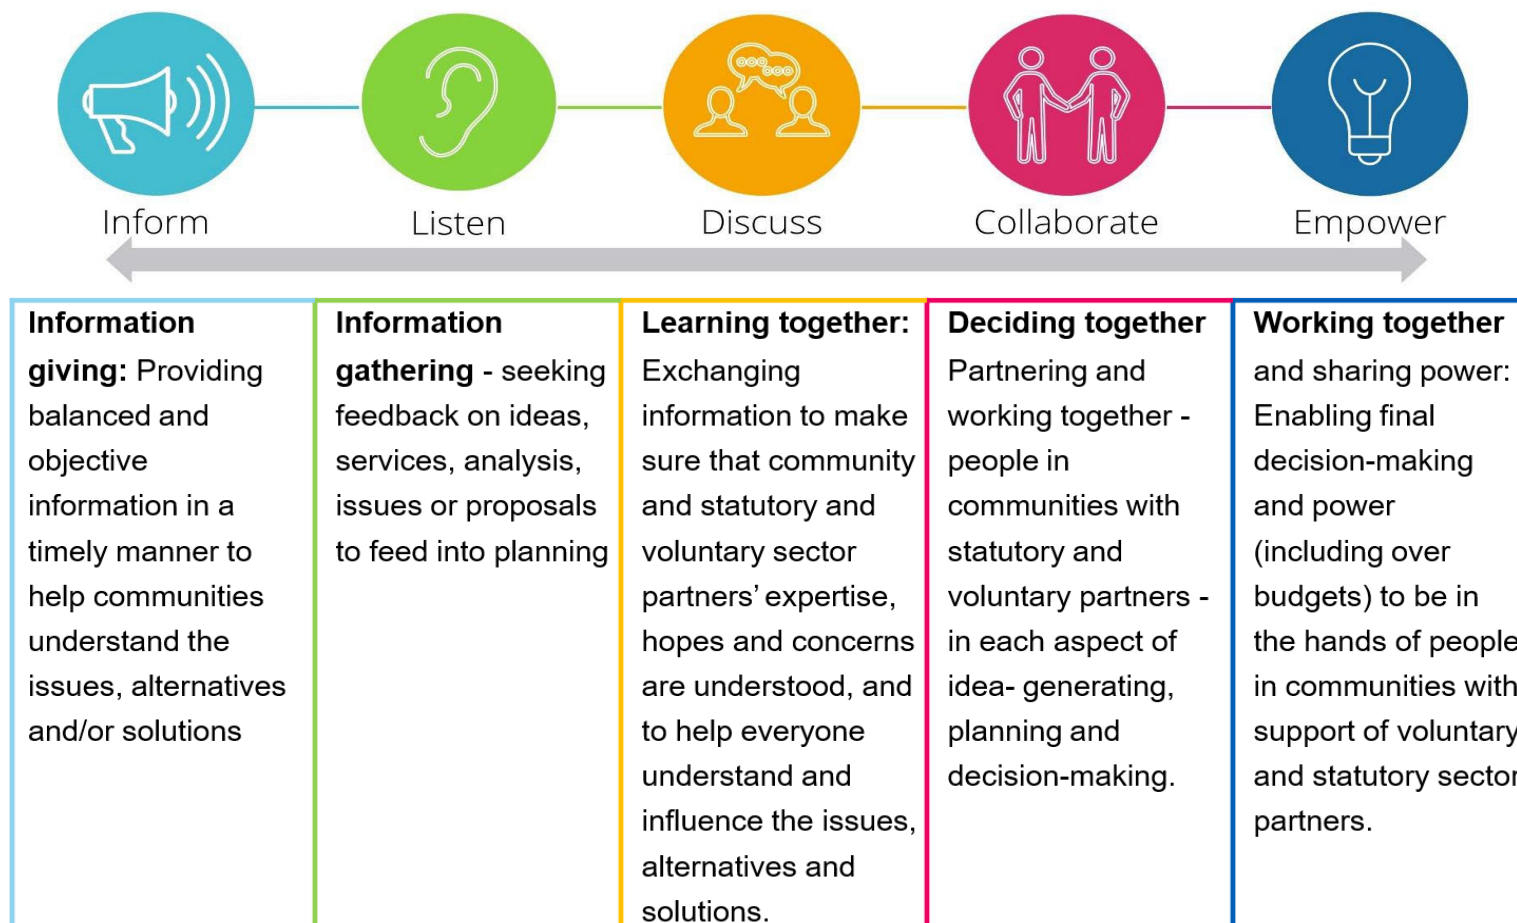 Inform
Listen
Discuss
Collaborate
Empower
Information
giving: Providing
balanced and
objective
information in a
timely manner to
help communities
understand the
issues, alternatives
and/or solutions
Information
gathering - seeking
feedback on ideas,
services, analysis,
issues or proposals
to feed into planning
Learning together:
Exchanging
information to make
sure that community
and statutory and
voluntary sector
partners’ expertise,
hopes and concerns
are understood, and
to help everyone
understand and
influence the issues,
alternatives and
solutions.
Deciding together
Partnering and
working together -
people in
communities with
statutory and
voluntary partners -
in each aspect of
idea- generating,
planning and
decision-making.
Working together
and sharing power:
Enabling final
decision-making
and power
(including over
budgets) to be in
the hands of people
in communities with
support of voluntary
and statutory sector
partners.